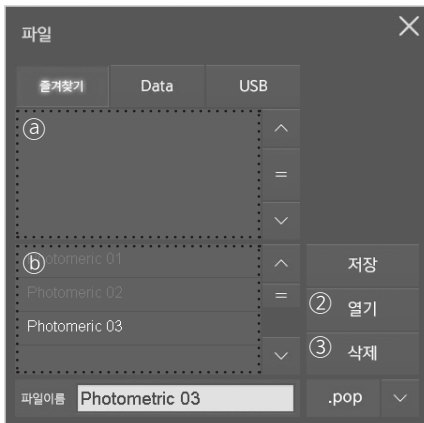 파일
즐겨찾기 Data USB
ⓐ
ⓑ Photomeric 01
저장
Photomeric 02
② 열기
Photomeric 03
③ 삭제
파일이름 Photometric 03 .pop